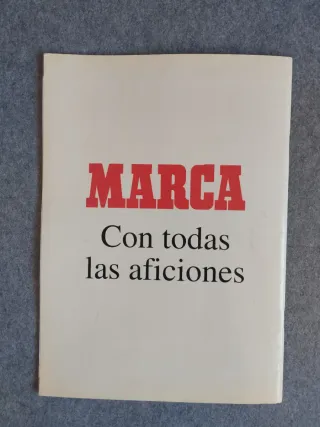 MARCA
Con todas
las aficiones